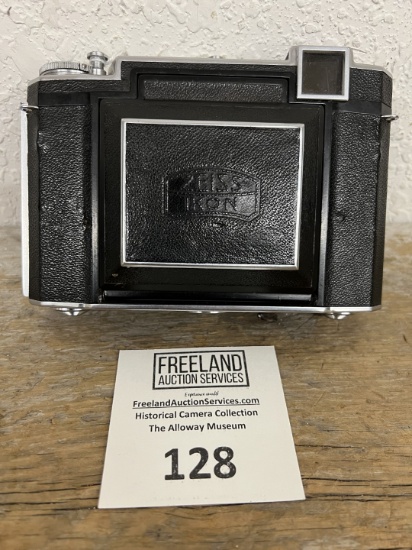 ZEISS
IKON
FREELAND
AUCTION SERVICES
FreelandAuctionServices.com
Historical Camera Collection
The Alloway Museum
128